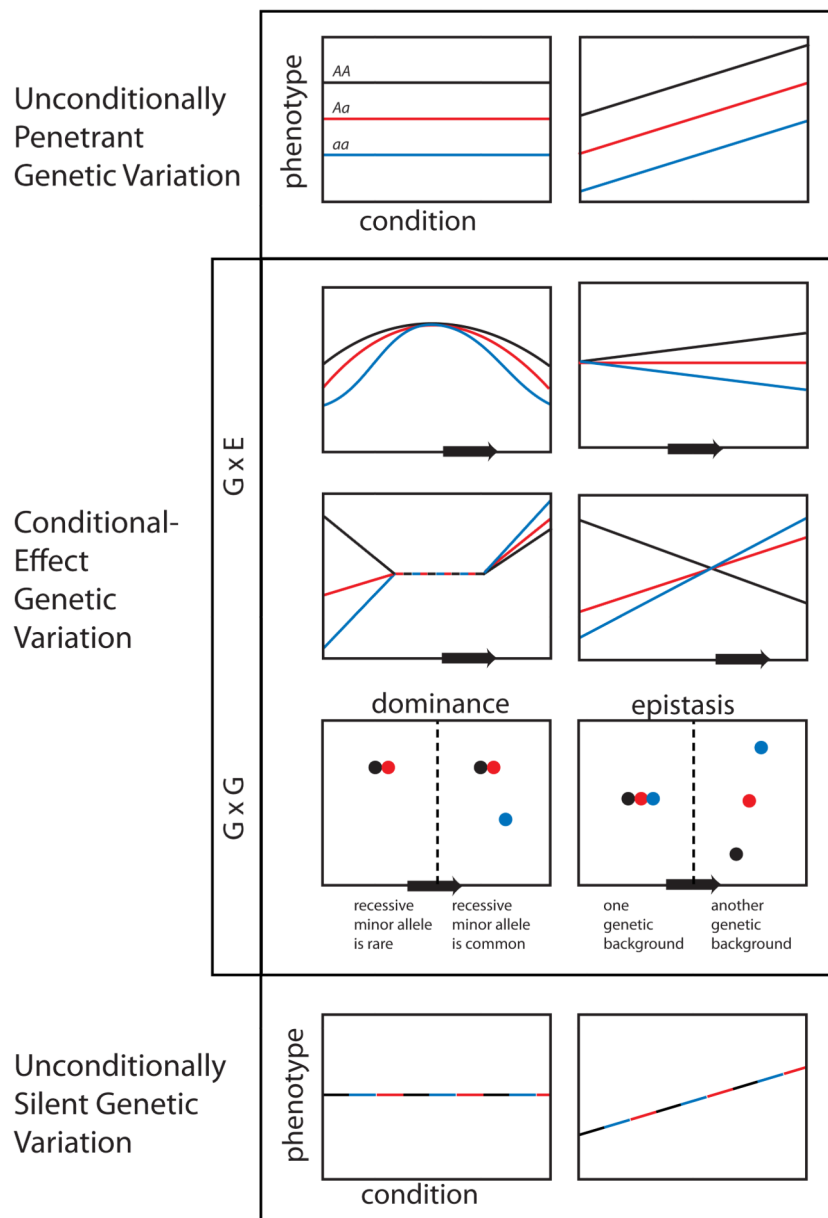 Unconditionally
Penetrant
Genetic Variation
phenotype
AA
Aa
aa
condition
Conditional-
Effect
Genetic
Variation
G x E
G x G
dominance
epistasis
recessive
minor allele
is rare
recessive
minor allele
is common
one
genetic
background
another
genetic
background
Unconditionally
Silent Genetic
Variation
phenotype
condition